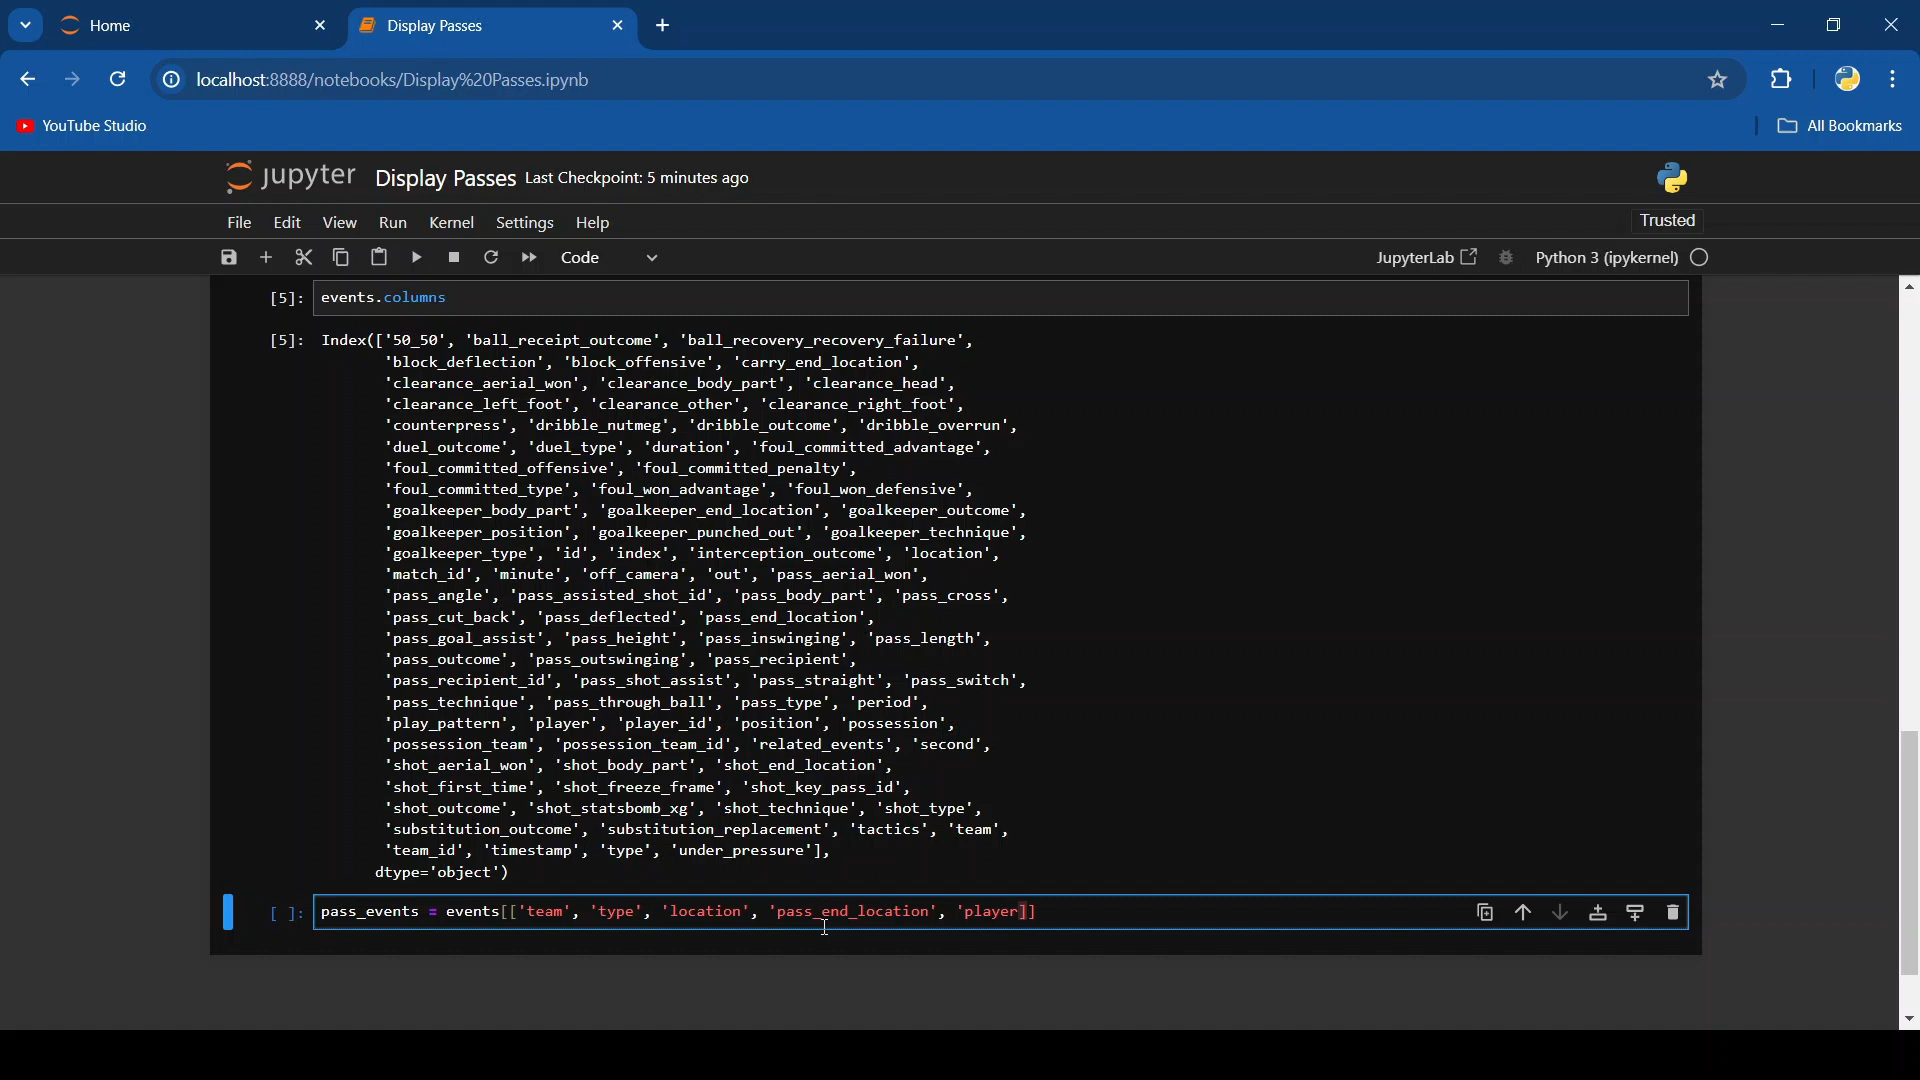 Home
Display Passes
localhost:8888/notebooks/Display%20Passes.ipynb
YouTube Studio
All Bookmarks
jupyter Display Passes Last Checkpoint: 5 minutes ago
File Edit View Run Kernel Settings Help
Trusted
Code
JupyterLab
Python 3 (ipykernel)
[5]: events.columns
[5]: Index(['50_50', 'ball_receipt_outcome', 'ball_recovery_recovery_failure',
'block_deflection', 'block_offensive', 'carry_end_location',
'clearance_aerial_won', 'clearance_body_part', 'clearance_head',
'clearance_left_foot', 'clearance_other', 'clearance_right_foot',
'counterpress', 'dribble_nutmeg', 'dribble_outcome', 'dribble_overrun',
'duel_outcome', 'duel_type', 'duration', 'foul_committed_advantage',
'foul_committed_offensive', 'foul_committed_penalty',
'foul_committed_type', 'foul_won_advantage', 'foul_won_defensive',
'goalkeeper_body_part', 'goalkeeper_end_location', 'goalkeeper_outcome',
'goalkeeper_position', 'goalkeeper_punched_out', 'goalkeeper_technique',
'goalkeeper_type', 'id', 'index', 'interception_outcome', 'location',
'match_id', 'minute', 'off_camera', 'out', 'pass_aerial_won',
'pass_angle', 'pass_assisted_shot_id', 'pass_body_part', 'pass_cross',
'pass_cut_back', 'pass_deflected', 'pass_end_location',
'pass_goal_assist', 'pass_height', 'pass_inswinging', 'pass_length',
'pass_outcome', 'pass_outswinging', 'pass_recipient',
'pass_recipient_id', 'pass_shot_assist', 'pass_straight', 'pass_switch',
'pass_technique', 'pass_through_ball', 'pass_type', 'period',
'play_pattern', 'player', 'player_id', 'position', 'possession',
'possession_team', 'possession_team_id', 'related_events', 'second',
'shot_aerial_won', 'shot_body_part', 'shot_end_location',
'shot_first_time', 'shot_freeze_frame', 'shot_key_pass_id',
'shot_outcome', 'shot_statsbomb_xg', 'shot_technique', 'shot_type',
'substitution_outcome', 'substitution_replacement', 'tactics', 'team',
'team_id', 'timestamp', 'type', 'under_pressure'],
dtype='object')
[ ]: pass_events = events[['team', 'type', 'location', 'pass_end_location', 'player]]